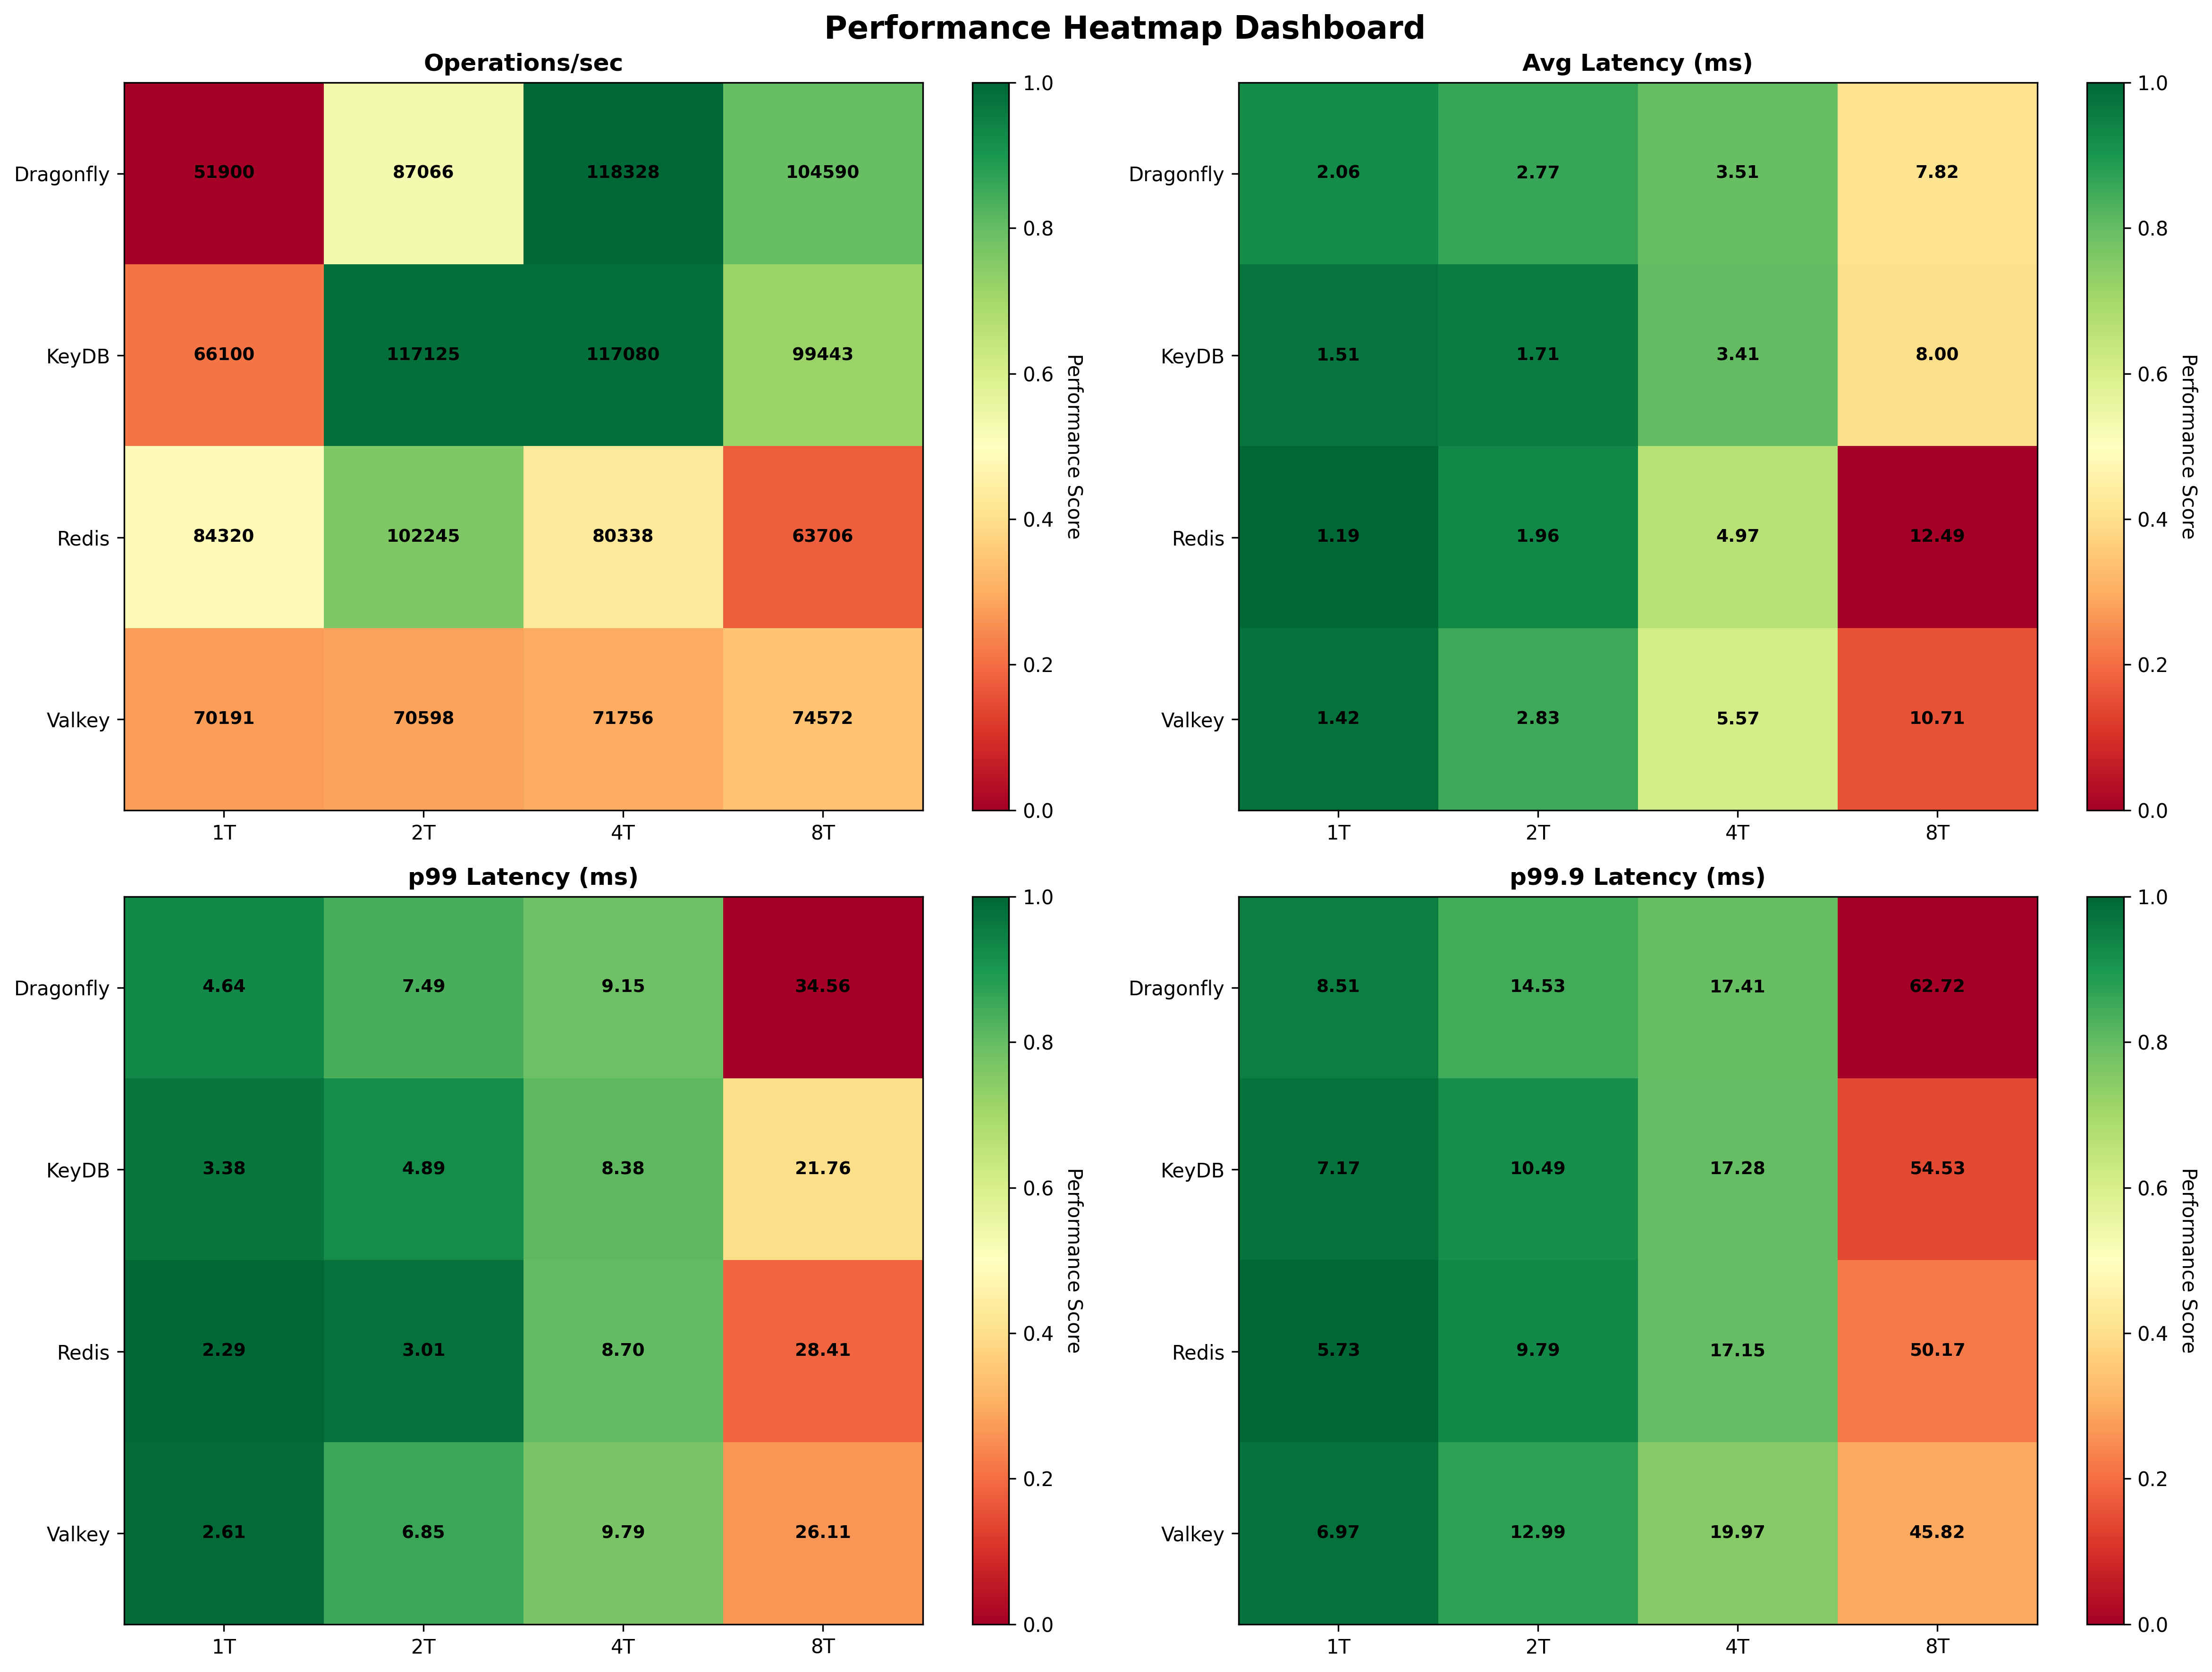 Performance Heatmap Dashboard
Operations/sec
Dragonfly 51900 87066 118328 104590
KeyDB 66100 117125 117080 99443
Redis 84320 102245 80338 63706
Valkey 70191 70598 71756 74572
1T 2T 4T 8T
1.0
0.8
0.6
0.4
0.2
0.0
Performance Score
Avg Latency (ms)
Dragonfly 2.06 2.77 3.51 7.82
KeyDB 1.51 1.71 3.41 8.00
Redis 1.19 1.96 4.97 12.49
Valkey 1.42 2.83 5.57 10.71
1T 2T 4T 8T
1.0
0.8
0.6
0.4
0.2
0.0
Performance Score
p99 Latency (ms)
Dragonfly 4.64 7.49 9.15 34.56
KeyDB 3.38 4.89 8.38 21.76
Redis 2.29 3.01 8.70 28.41
Valkey 2.61 6.85 9.79 26.11
1T 2T 4T 8T
1.0
0.8
0.6
0.4
0.2
0.0
Performance Score
p99.9 Latency (ms)
Dragonfly 8.51 14.53 17.41 62.72
KeyDB 7.17 10.49 17.28 54.53
Redis 5.73 9.79 17.15 50.17
Valkey 6.97 12.99 19.97 45.82
1T 2T 4T 8T
1.0
0.8
0.6
0.4
0.2
0.0
Performance Score